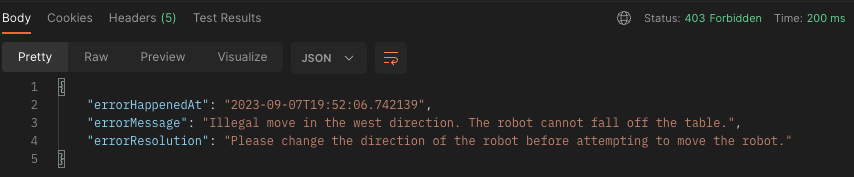 Body Cookies Headers (5) Test Results Status: 403 Forbidden Time: 200 ms
Pretty Raw Preview Visualize JSON
1 {
2 "errorHappenedAt": "2023-09-07T19:52:06.742139",
3 "errorMessage": "Illegal move in the west direction. The robot cannot fall off the table.",
4 "errorResolution": "Please change the direction of the robot before attempting to move the robot."
5 }